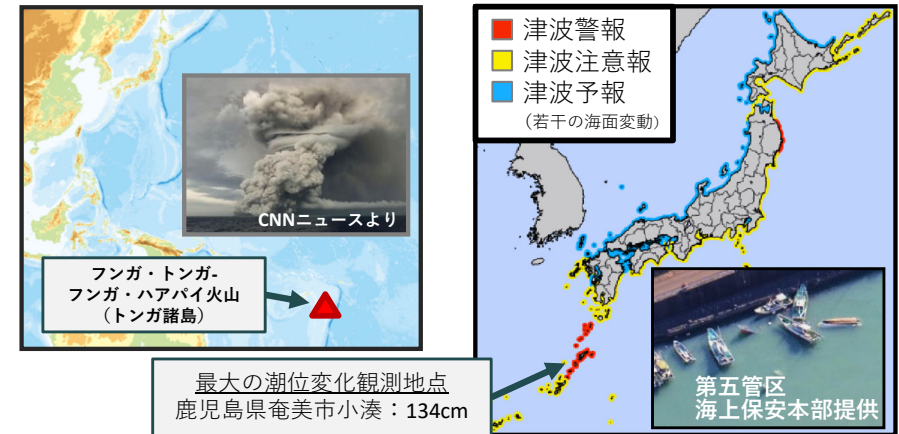 CNNニュースより
フンガ・トンガ-
フンガ・ハアパイ火山
（トンガ諸島）
津波警報
津波注意報
津波予報
（若干の海面変動）
最大の潮位変化観測地点
鹿児島県奄美市小湊：134cm
第五管区
海上保安本部提供